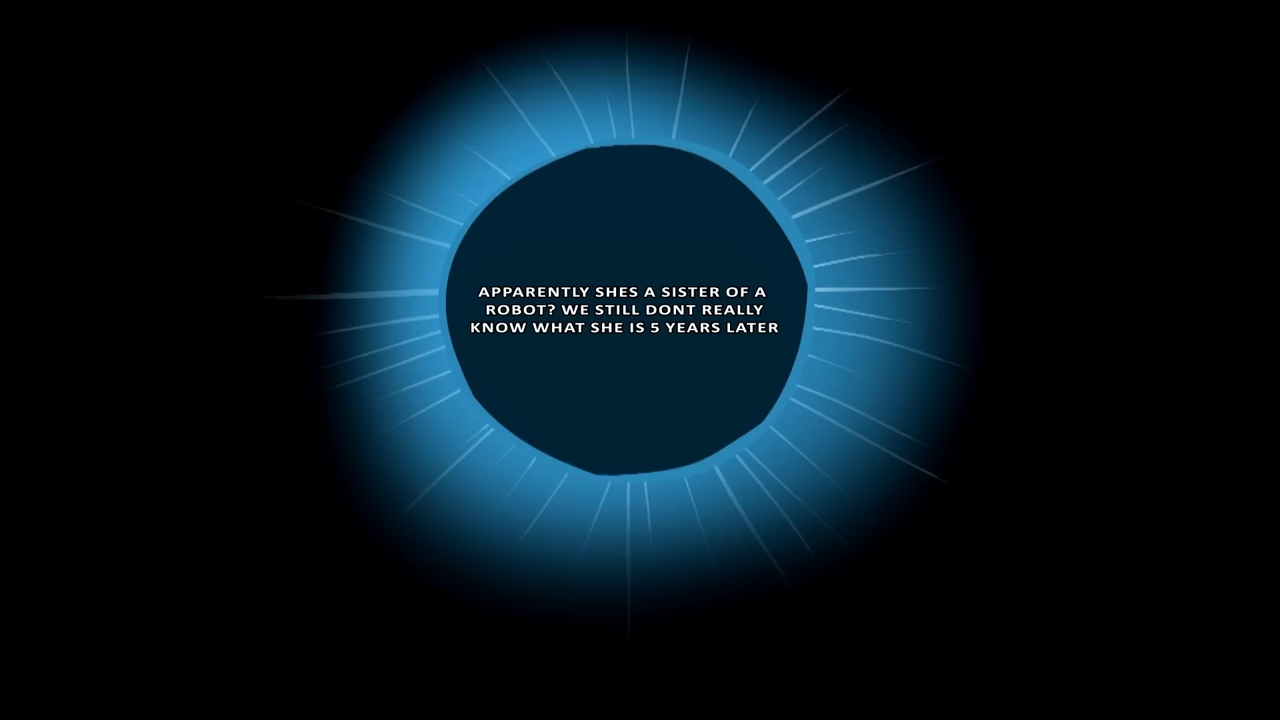 APPARENTLY SHES A SISTER OF A
ROBOT? WE STILL DONT REALLY
KNOW WHAT SHE IS 5 YEARS LATER